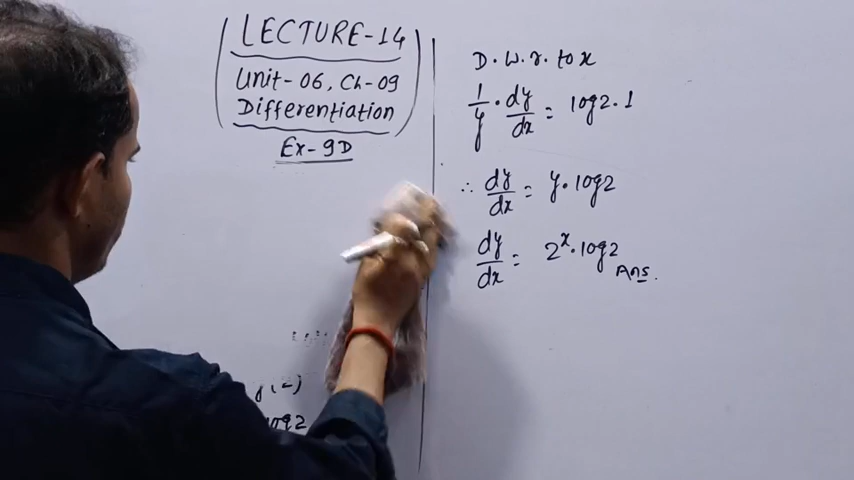 LECTURE-14
Unit-06, Ch-09
Differentiation
Ex-9D
log2
D.W.r. to x
1/y · dy/dx = log2·1
∴ dy/dx = y·log2
dy/dx = 2^x·log2
Ans.